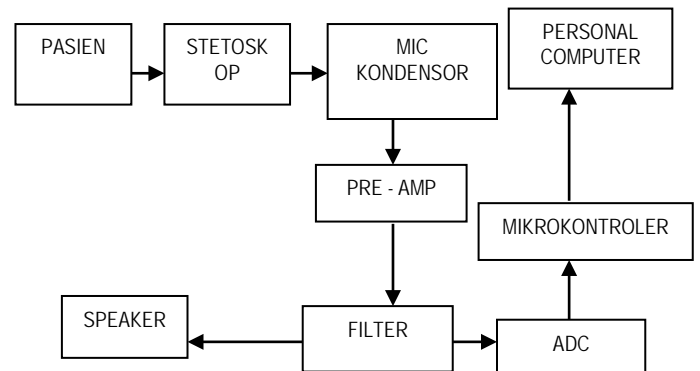 PASIEN
STETOSK
OP
MIC
KONDENSOR
PERSONAL
COMPUTER
PRE - AMP
MIKROKONTROLER
SPEAKER
FILTER
ADC